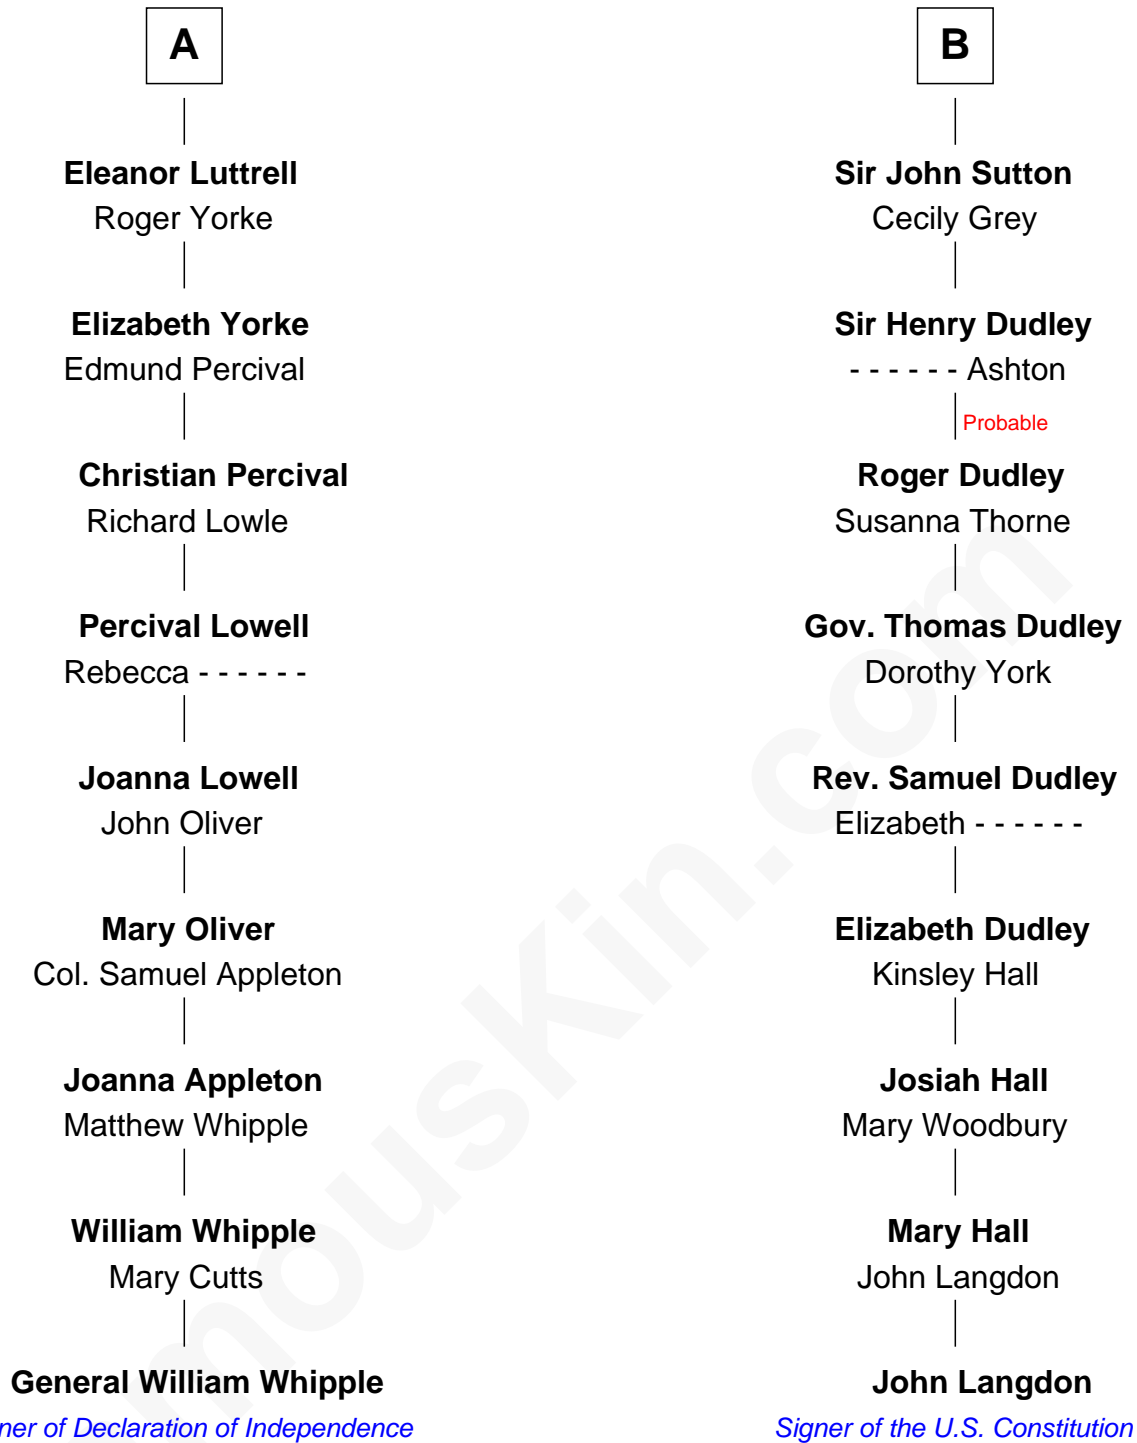 A
Eleanor Luttrell
Roger Yorke
Elizabeth Yorke
Edmund Percival
Christian Percival
Richard Lowle
Percival Lowell
Rebecca - - - - - -
Joanna Lowell
John Oliver
Mary Oliver
Col. Samuel Appleton
Joanna Appleton
Matthew Whipple
William Whipple
Mary Cutts
General William Whipple
ner of Declaration of Independence
B
Sir John Sutton
Cecily Grey
Sir Henry Dudley
- - - - - - Ashton
Probable
Roger Dudley
Susanna Thorne
Gov. Thomas Dudley
Dorothy York
Rev. Samuel Dudley
Elizabeth - - - - - -
Elizabeth Dudley
Kinsley Hall
Josiah Hall
Mary Woodbury
Mary Hall
John Langdon
John Langdon
Signer of the U.S. Constitution
mousKin.com